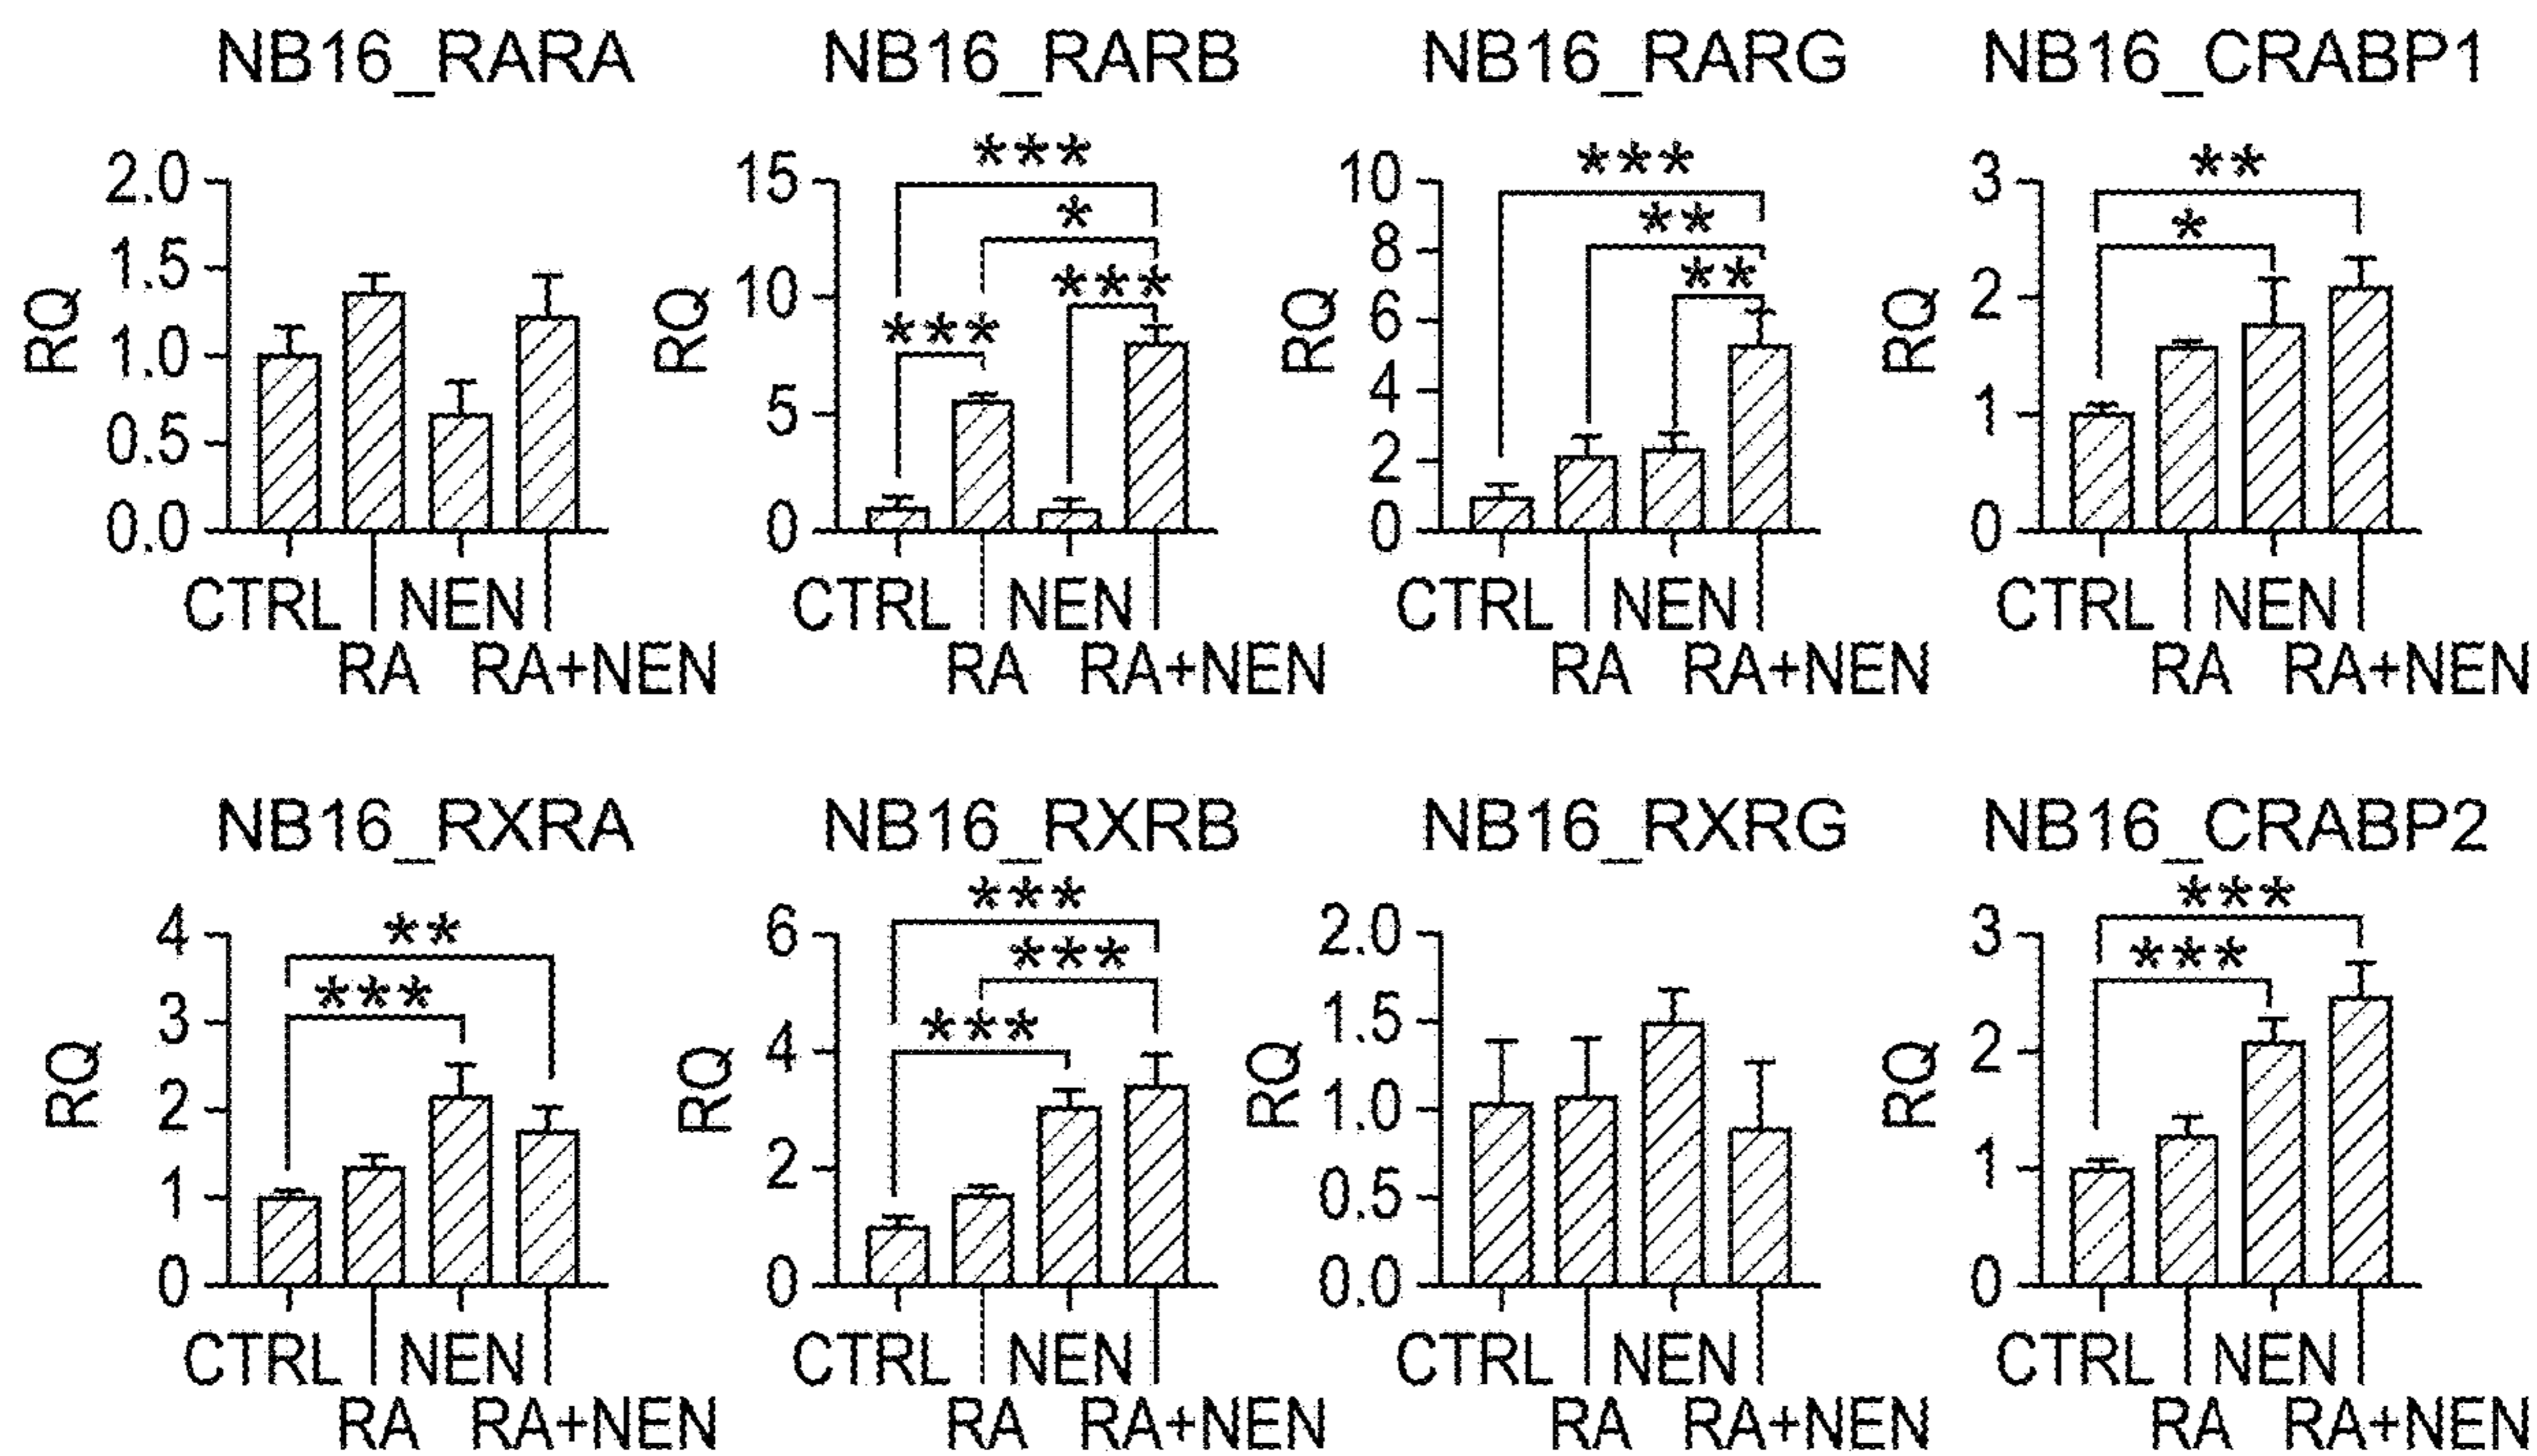 NB16_RARA
NB16_RARB
NB16_RARG
NB16_CRABP1
RQ
2.0
1.5
1.0
0.5
0.0
CTRL
NEN
RA
RA+NEN
RQ
15
10
5
0
***
*
***
***
CTRL
NEN
RA
RA+NEN
RQ
10
8
6
4
2
0
***
**
**
CTRL
NEN
RA
RA+NEN
RQ
3
2
1
0
**
*
CTRL
NEN
RA
RA+NEN
NB16_RXRA
NB16_RXRB
NB16_RXRG
NB16_CRABP2
RQ
4
3
2
1
0
**
***
CTRL
NEN
RA
RA+NEN
RQ
6
4
2
0
***
***
***
CTRL
NEN
RA
RA+NEN
RQ
2.0
1.5
1.0
0.5
0.0
CTRL
NEN
RA
RA+NEN
RQ
3
2
1
0
***
***
CTRL
NEN
RA
RA+NEN